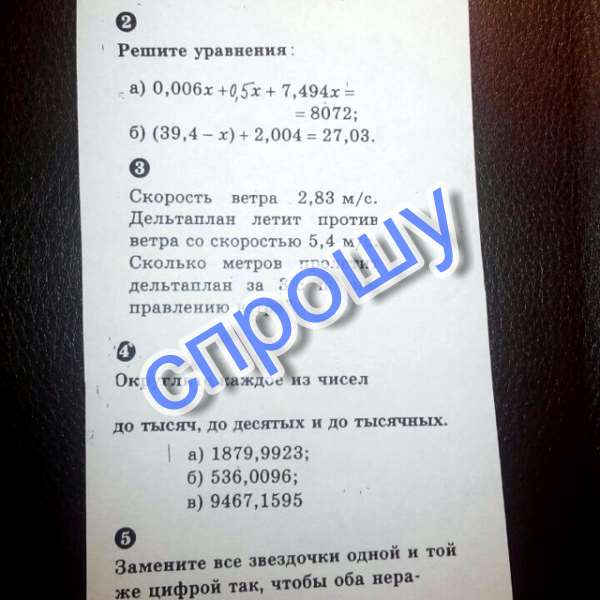 2
Решите уравнения:
а) 0,006x + 0,5x + 7,494x =
= 8072;
б) (39,4 – x) + 2,004 = 27,03.
3
Скорость ветра 2,83 м/с.
Дельтаплан летит против
ветра со скоростью 5,4 м
Сколько метров
дельтаплан за
правлению
спрошу
4
каждое из чисел
до тысяч, до десятых и до тысячных.
а) 1879,9923;
б) 536,0096;
в) 9467,1595
5
Замените все звездочки одной и той
же цифрой так, чтобы оба нера-